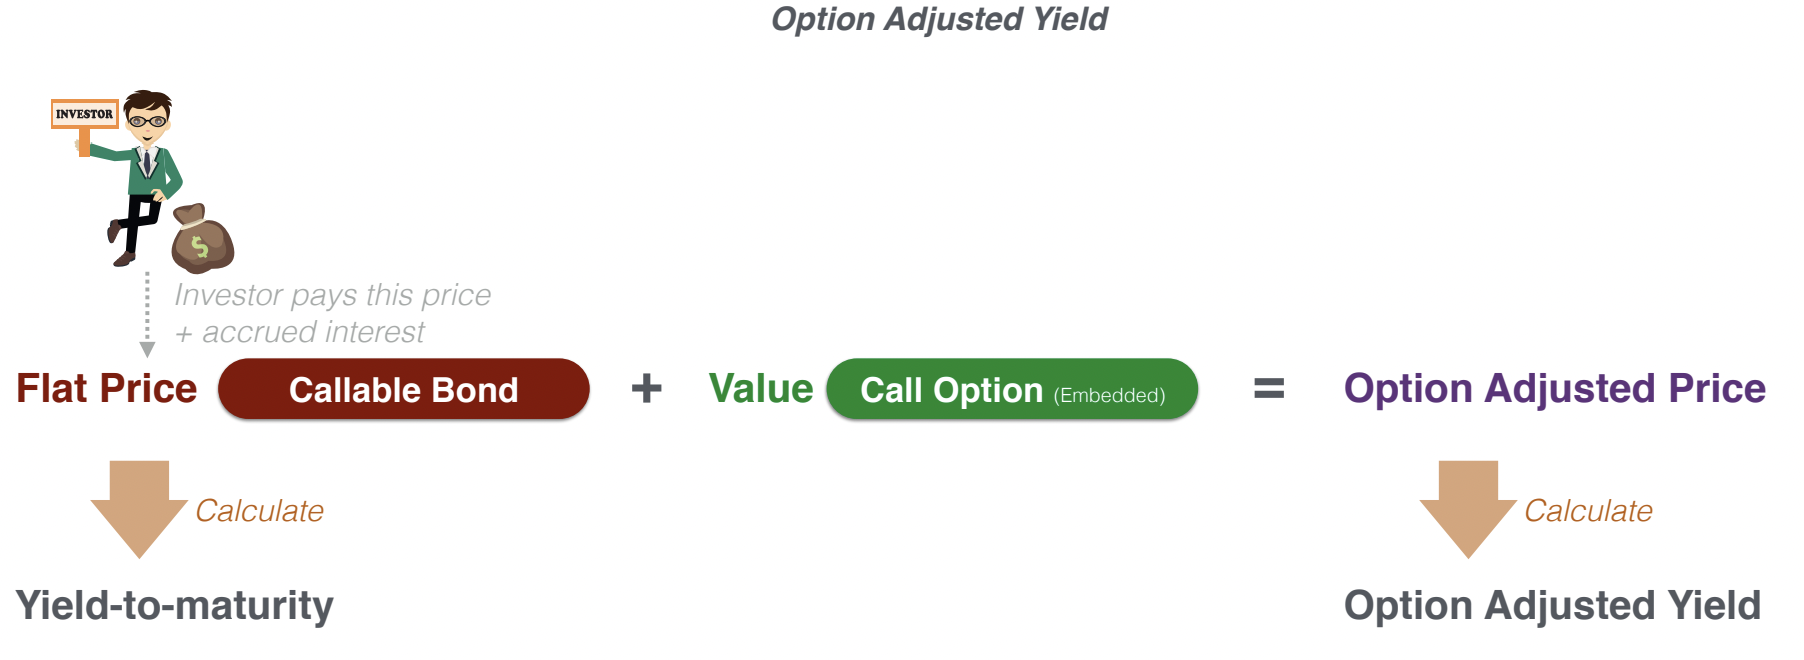 Option Adjusted Yield
INVESTOR
Investor pays this price
+ accrued interest
Flat Price Callable Bond + Value Call Option (Embedded) = Option Adjusted Price
Calculate Calculate
Yield-to-maturity Option Adjusted Yield